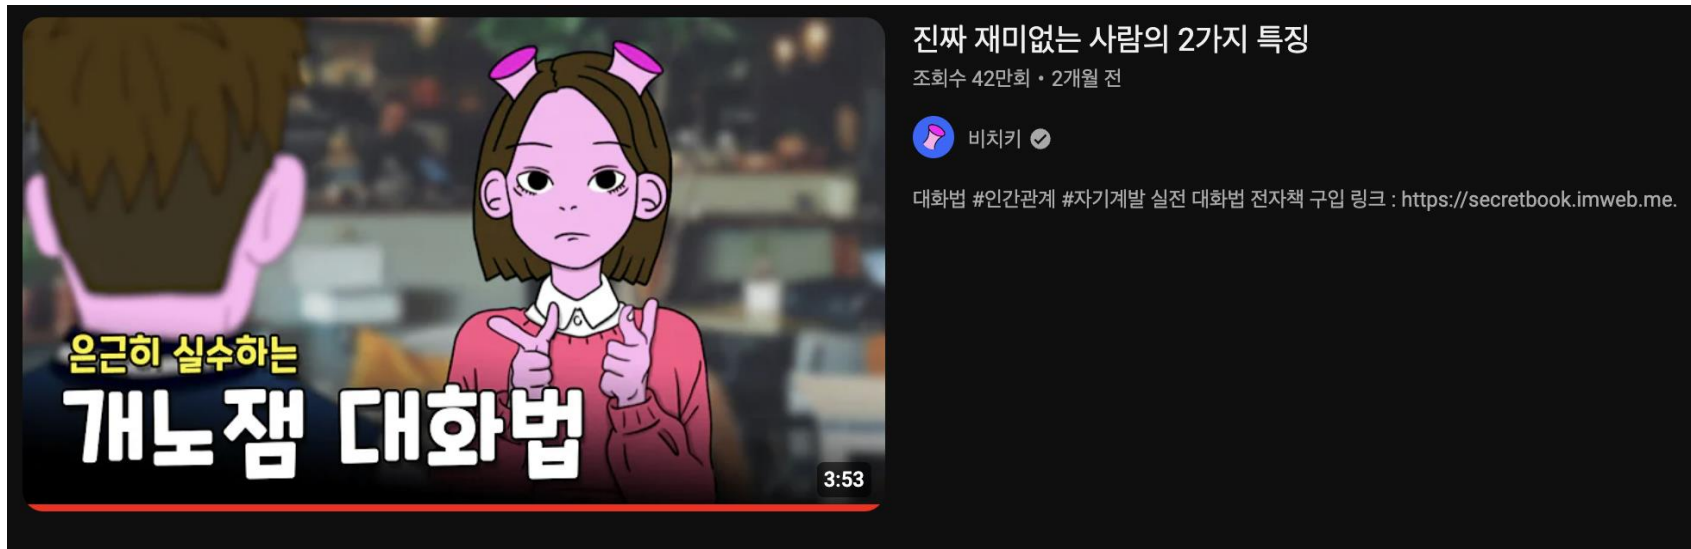 은근히 실수하는
개노잼 대화법
3:53
진짜 재미없는 사람의 2가지 특징
조회수 42만회 • 2개월 전
비치키
대화법 #인간관계 #자기계발 실전 대화법 전자책 구입 링크 : https://secretbook.imweb.me.